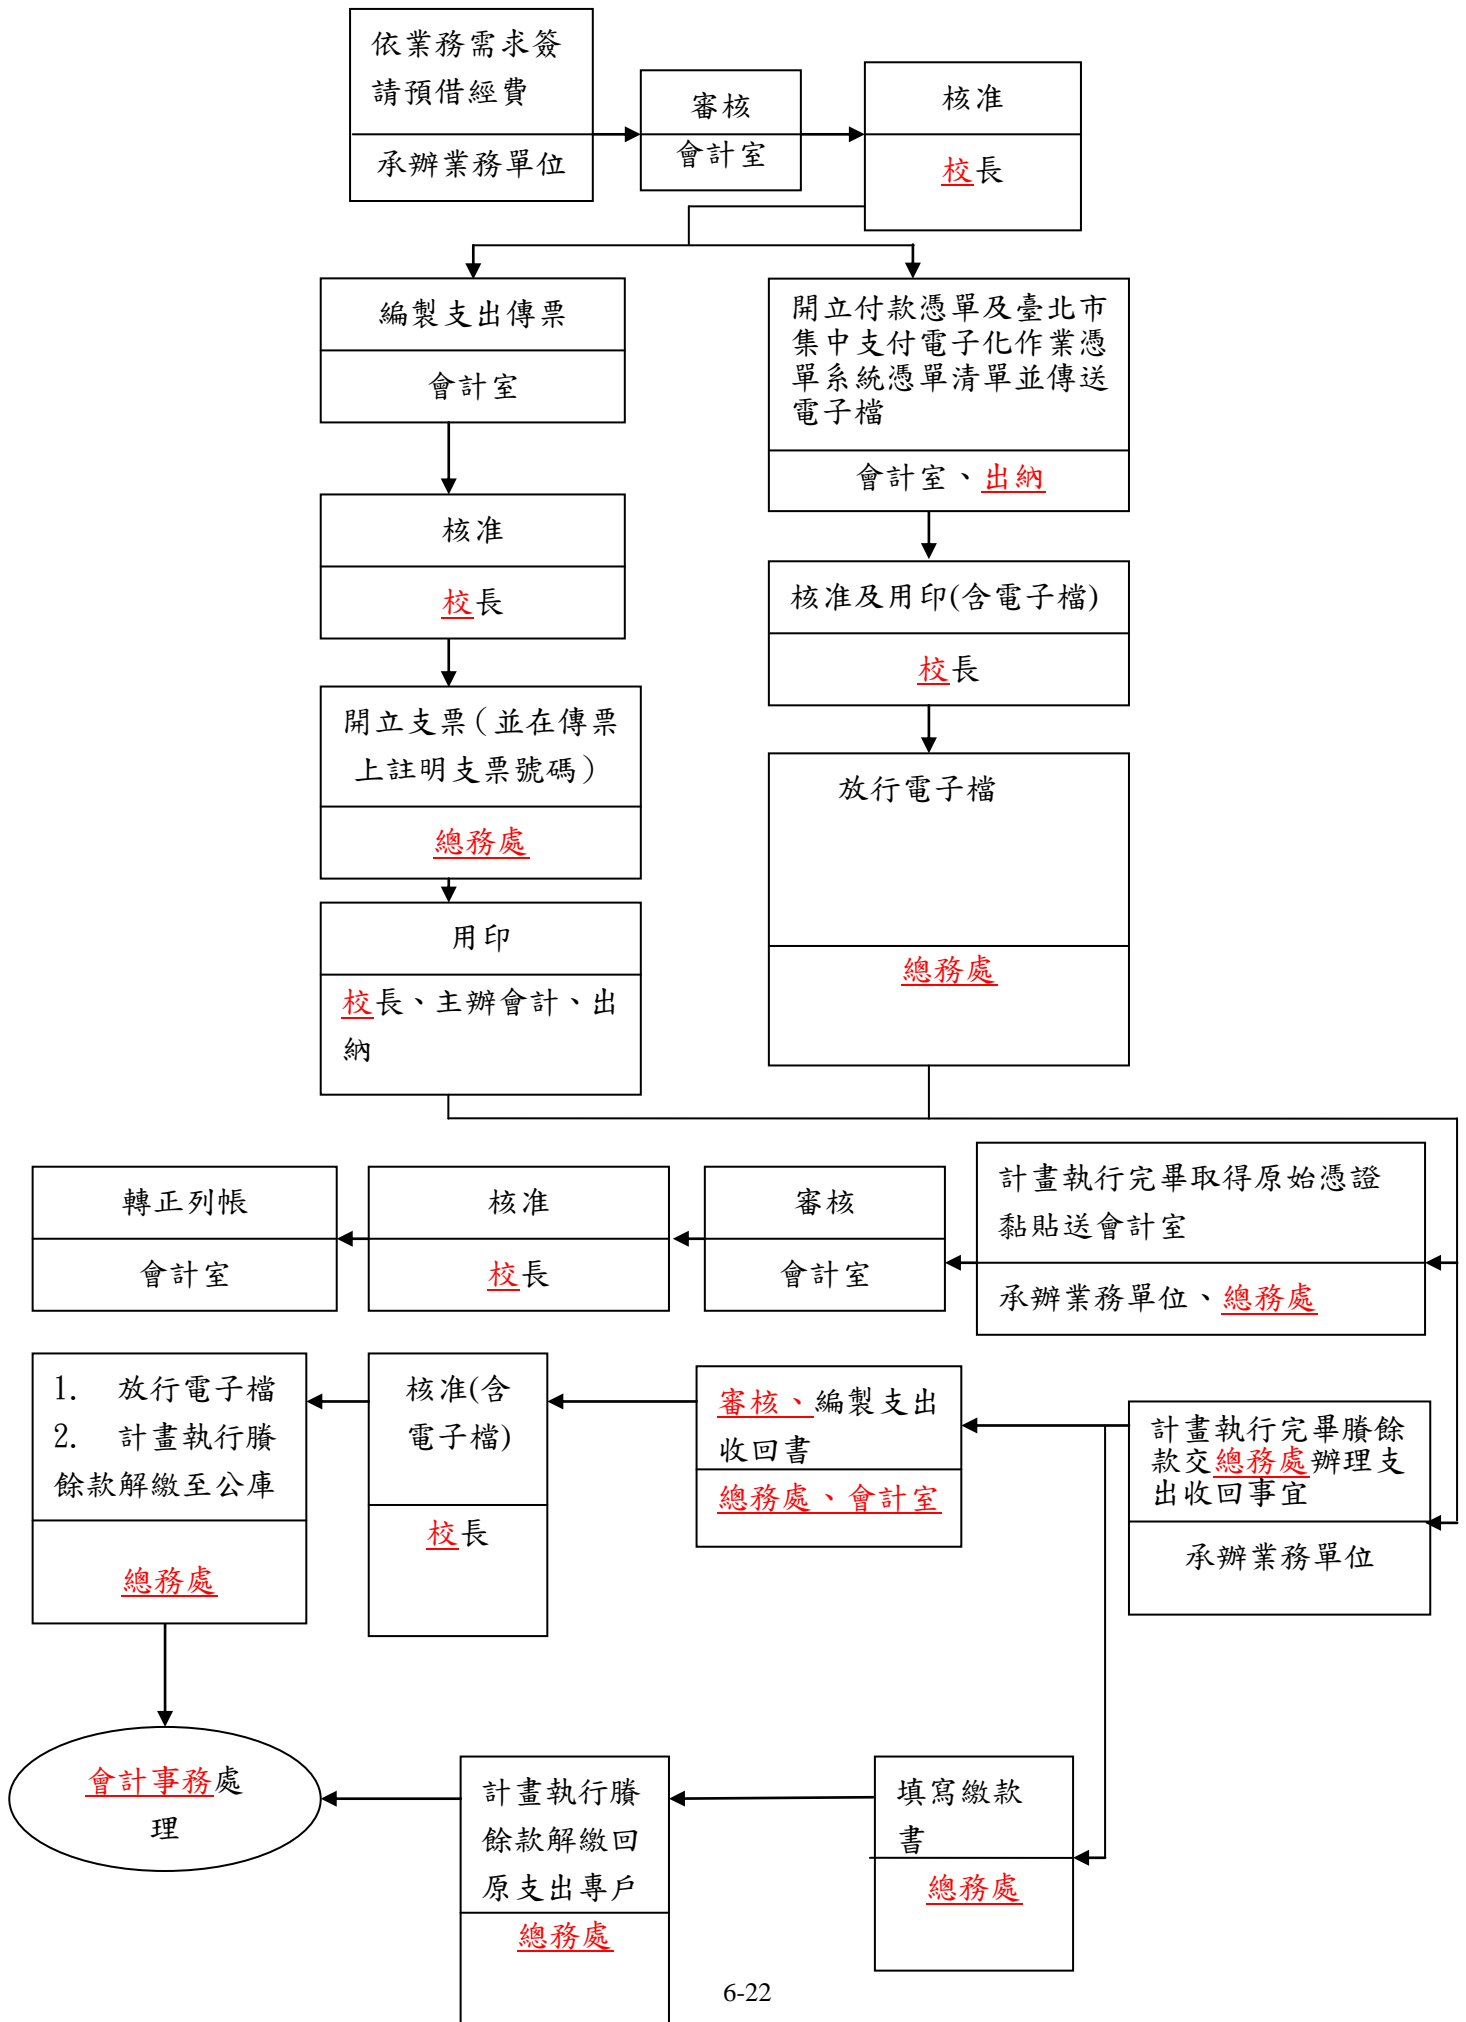 依業務需求簽
請預借經費
承辦業務單位
審核
會計室
核准
校長
編製支出傳票
會計室
核准
校長
開立支票（並在傳票
上註明支票號碼）
總務處
用印
校長、主辦會計、出
納
開立付款憑單及臺北市
集中支付電子化作業憑
單系統憑單清單並傳送
電子檔
會計室、出納
核准及用印(含電子檔)
校長
放行電子檔
總務處
計畫執行完畢取得原始憑證
黏貼送會計室
承辦業務單位、總務處
審核
會計室
核准
校長
轉正列帳
會計室
計畫執行完畢賸餘
款交總務處辦理支
出收回事宜
承辦業務單位
審核、編製支出
收回書
總務處、會計室
核准(含
電子檔)
校長
1. 放行電子檔
2. 計畫執行賸
餘款解繳至公庫
總務處
填寫繳款
書
總務處
計畫執行賸
餘款解繳回
原支出專戶
總務處
會計事務處
理
6-22